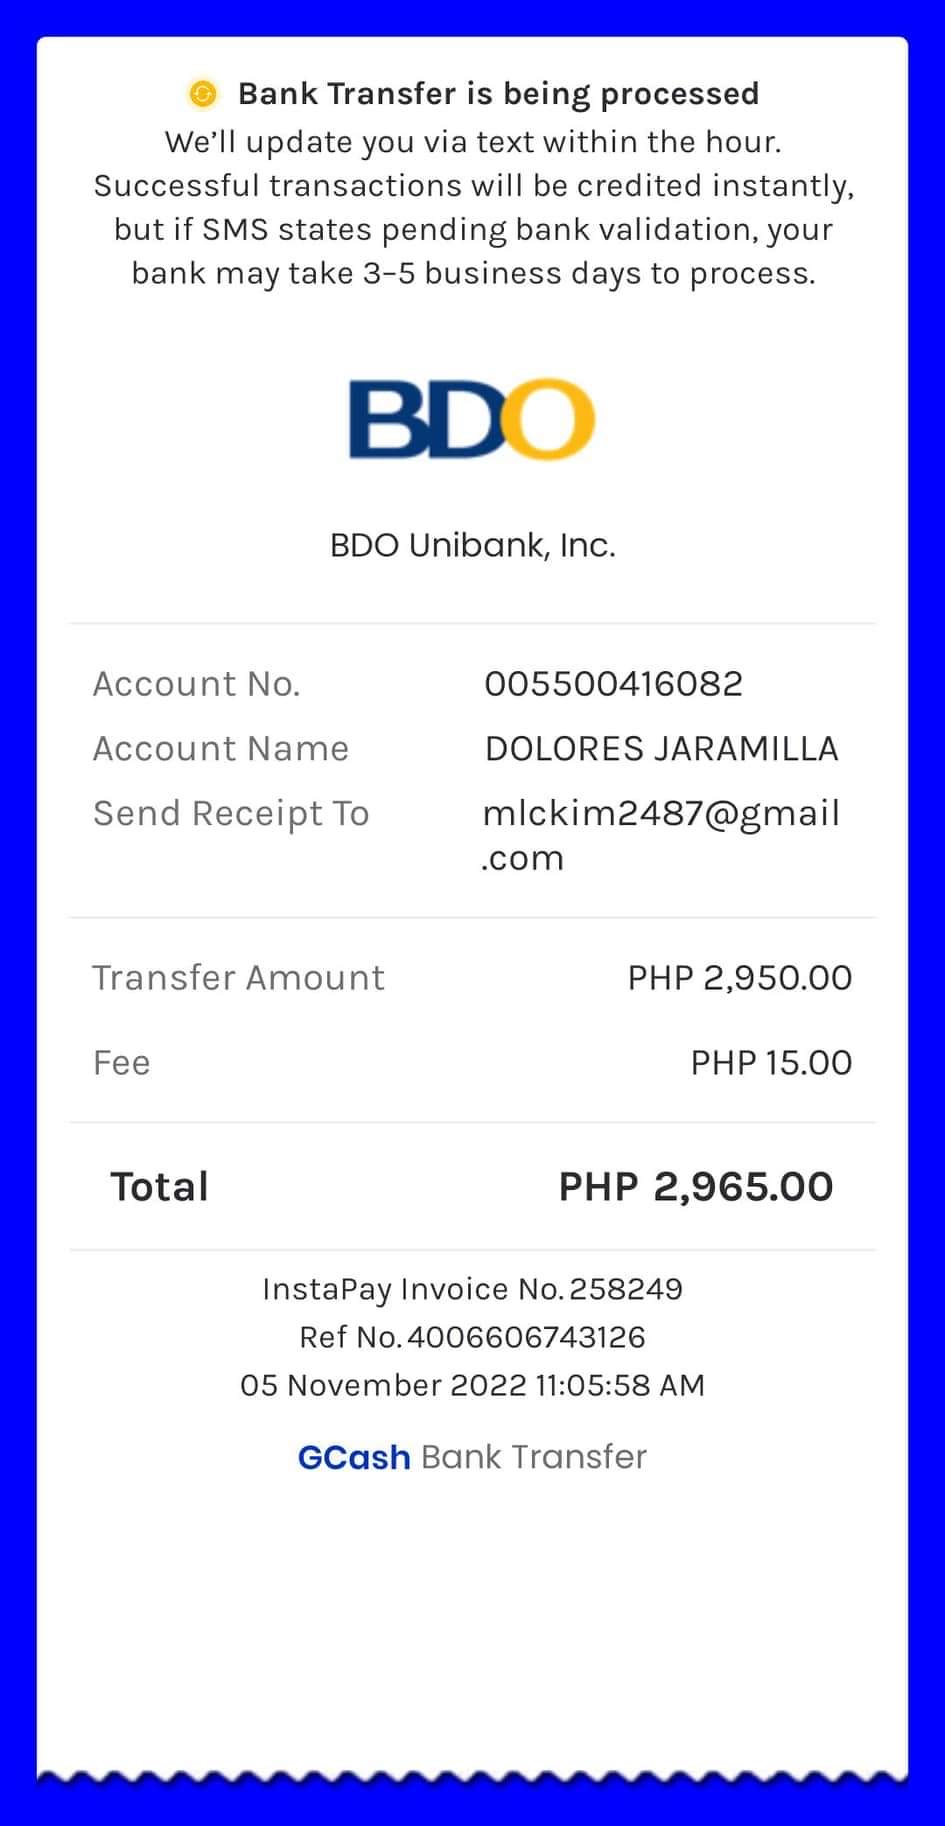 Bank Transfer is being processed
We’ll update you via text within the hour.
Successful transactions will be credited instantly,
but if SMS states pending bank validation, your
bank may take 3–5 business days to process.
BDO
BDO Unibank, Inc.
Account No. 005500416082
Account Name DOLORES JARAMILLA
Send Receipt To mlckim2487@gmail
.com
Transfer Amount PHP 2,950.00
Fee PHP 15.00
Total PHP 2,965.00
InstaPay Invoice No. 258249
Ref No. 4006606743126
05 November 2022 11:05:58 AM
GCash Bank Transfer